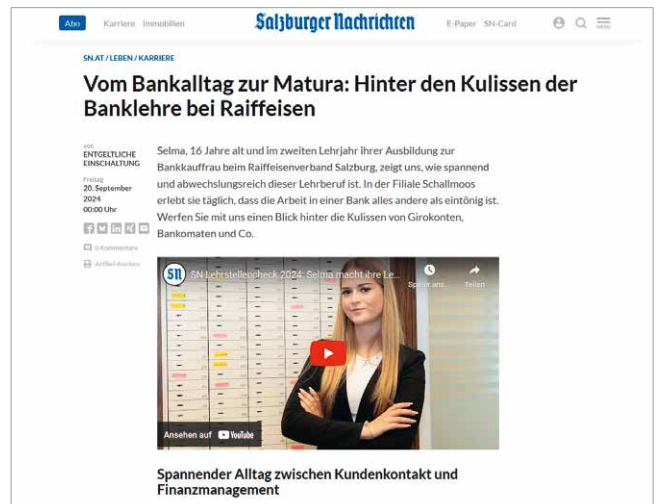 Abo
Karriere Immobilien
Salzburger Nachrichten
E-Paper SN-Card
MENU
SN.AT / LEBEN / KARRIERE
Vom Bankalltag zur Matura: Hinter den Kulissen der
Banklehre bei Raiffeisen
von
ENTGELTLICHE
EINSCHALTUNG
Freitag
20. September
2024
00:00 Uhr
0 Kommentare
Artikel drucken
Selma, 16 Jahre alt und im zweiten Lehrjahr ihrer Ausbildung zur
Bankkauffrau beim Raiffeisenverband Salzburg, zeigt uns, wie spannend
und abwechslungsreich dieser Lehrberuf ist. In der Filiale Schallmoos
erlebt sie täglich, dass die Arbeit in einer Bank alles andere als eintönig ist.
Werfen Sie mit uns einen Blick hinter die Kulissen von Girokonten,
Bankomaten und Co.
SN
SN Lehrstellencheck 2024: Selma macht ihre Le...
Später ans...
Teilen
Ansehen auf YouTube
Spannender Alltag zwischen Kundenkontakt und
Finanzmanagement